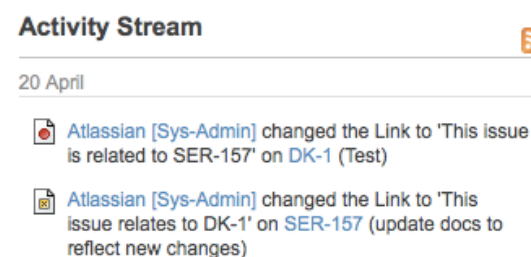 Activity Stream
20 April
Atlassian [Sys-Admin] changed the Link to 'This issue
is related to SER-157' on DK-1 (Test)
Atlassian [Sys-Admin] changed the Link to 'This
issue relates to DK-1' on SER-157 (update docs to
reflect new changes)